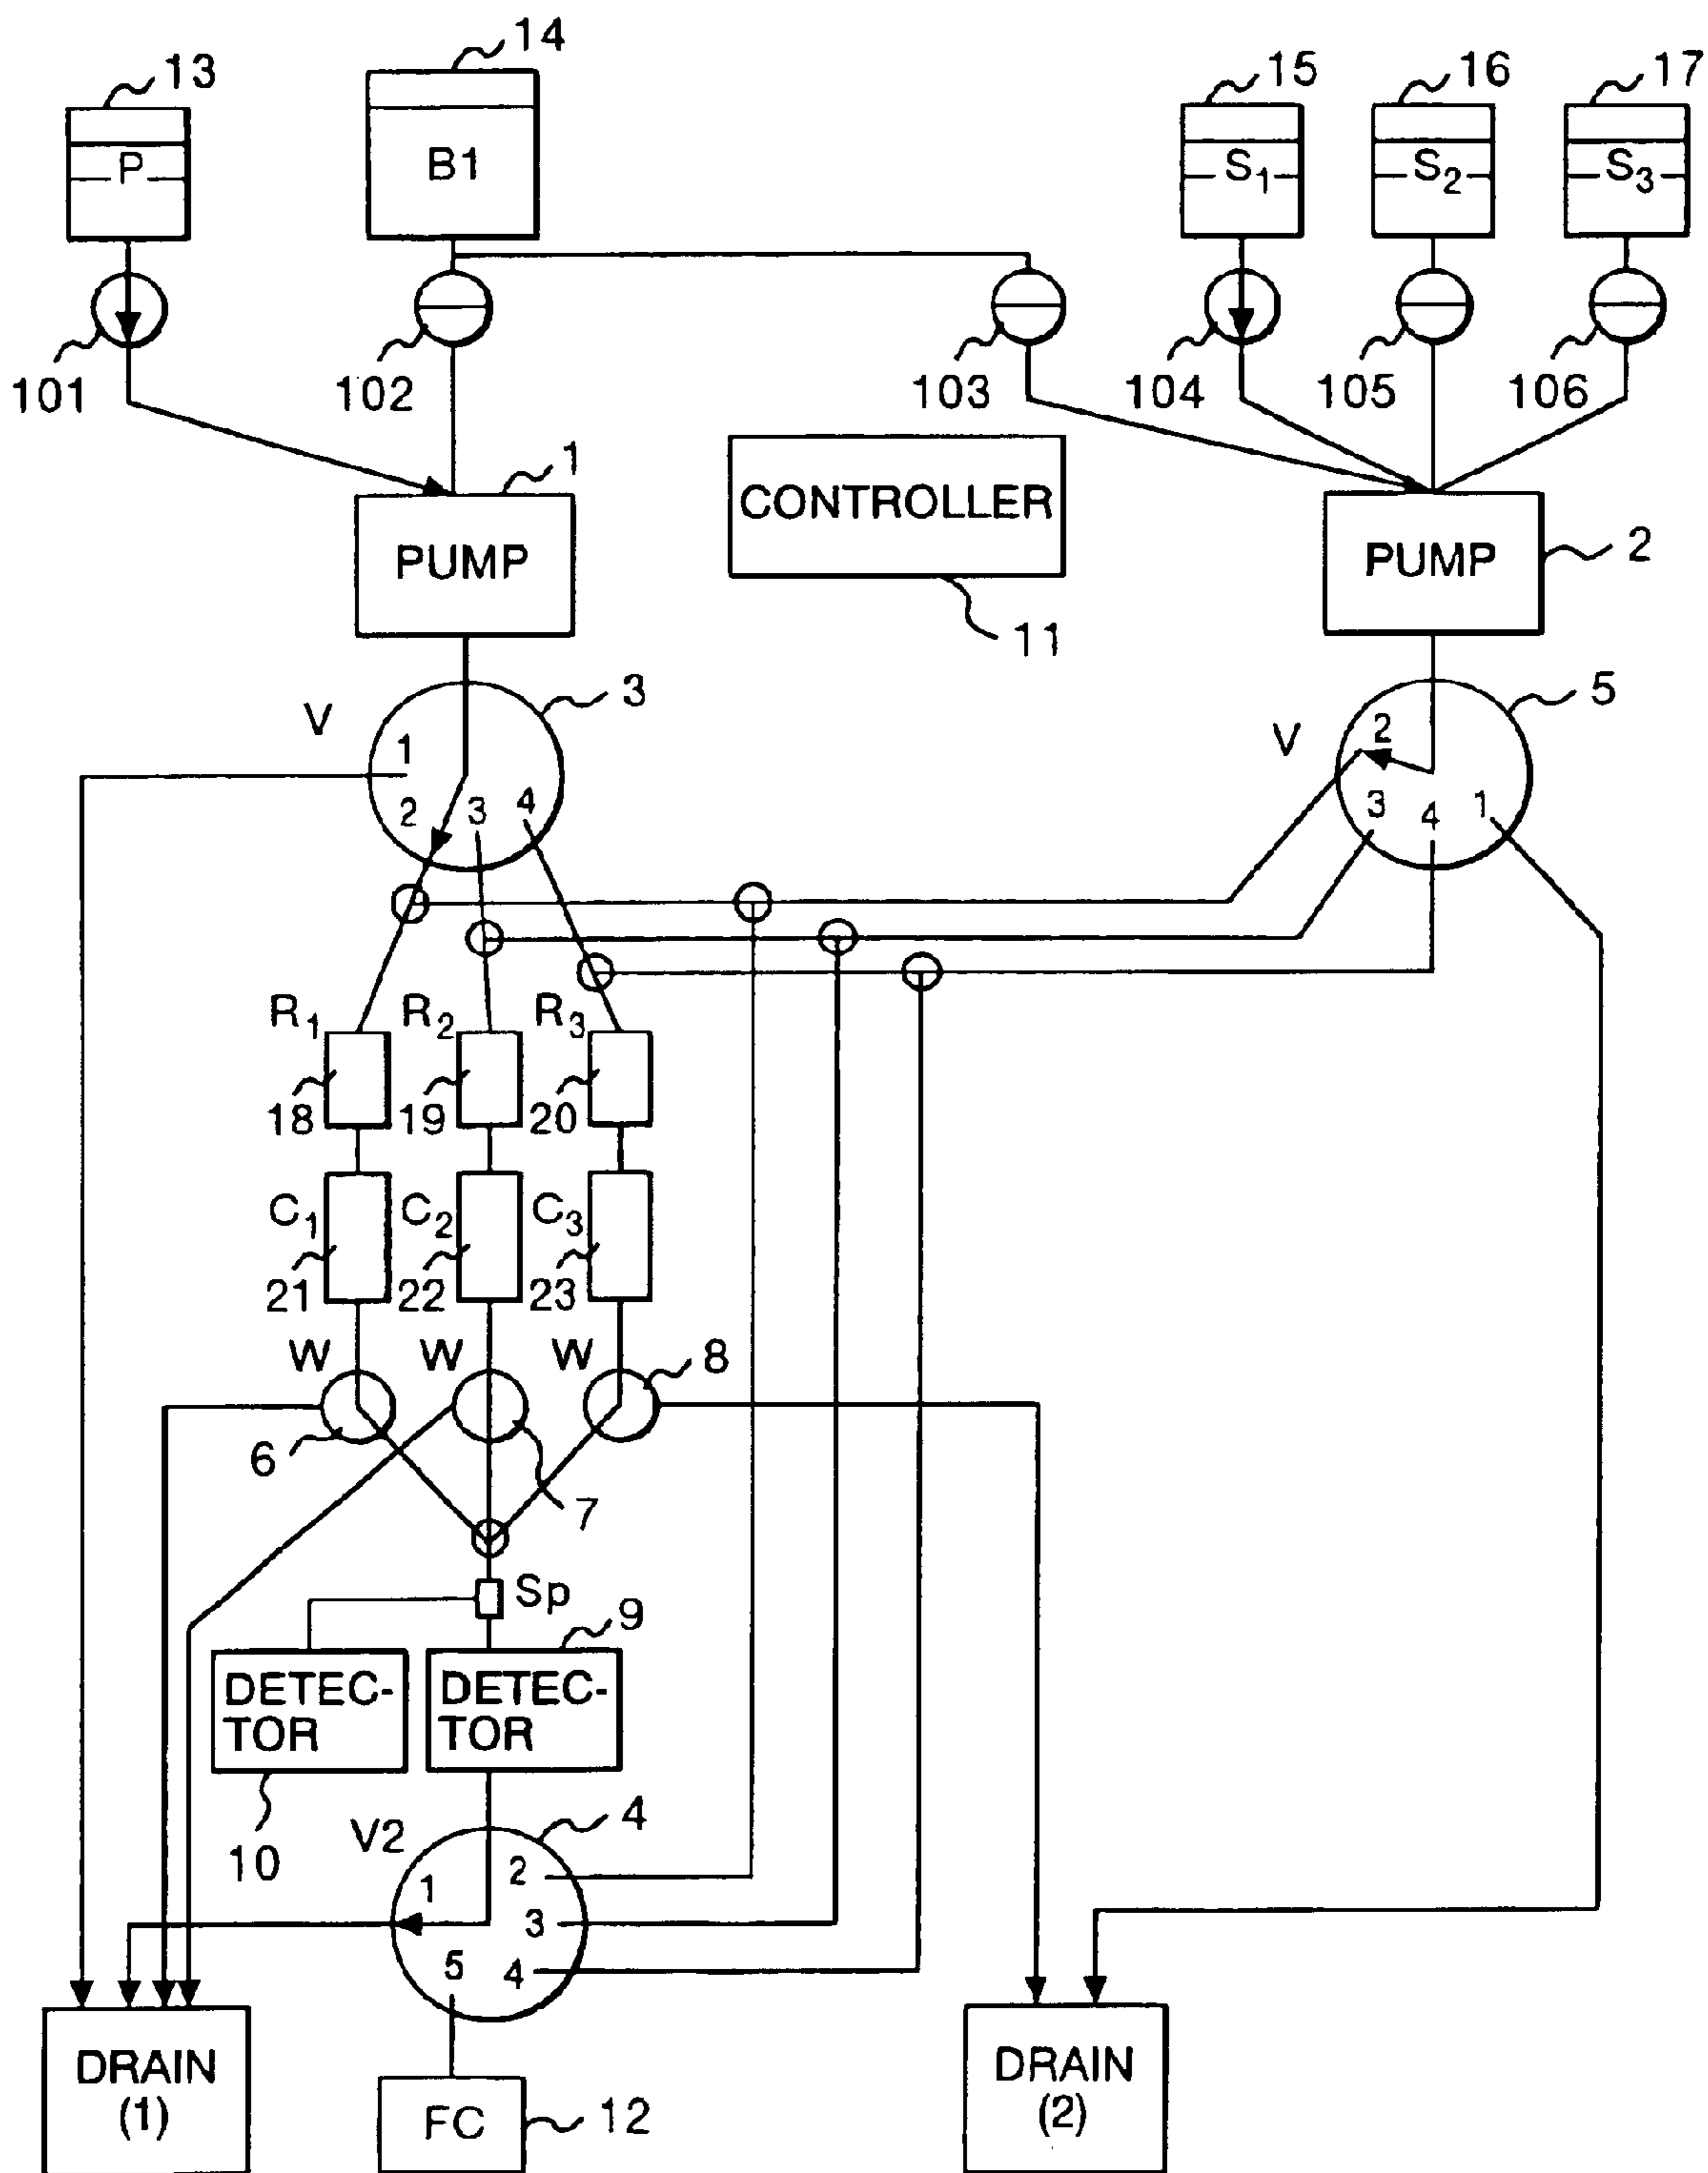 13
14
15
16
17
P
B1
S1
S2
S3
101
102
103
104
105
106
1
CONTROLLER
PUMP
PUMP
2
11
3
5
V
V
1
2
3
4
2
3
4
1
R1
R2
R3
18
19
20
C1
C2
C3
21
22
23
W
W
W
8
6
7
Sp
9
DETEC-
TOR
DETEC-
TOR
10
V2
4
1
2
3
4
5
DRAIN
(1)
FC
12
DRAIN
(2)